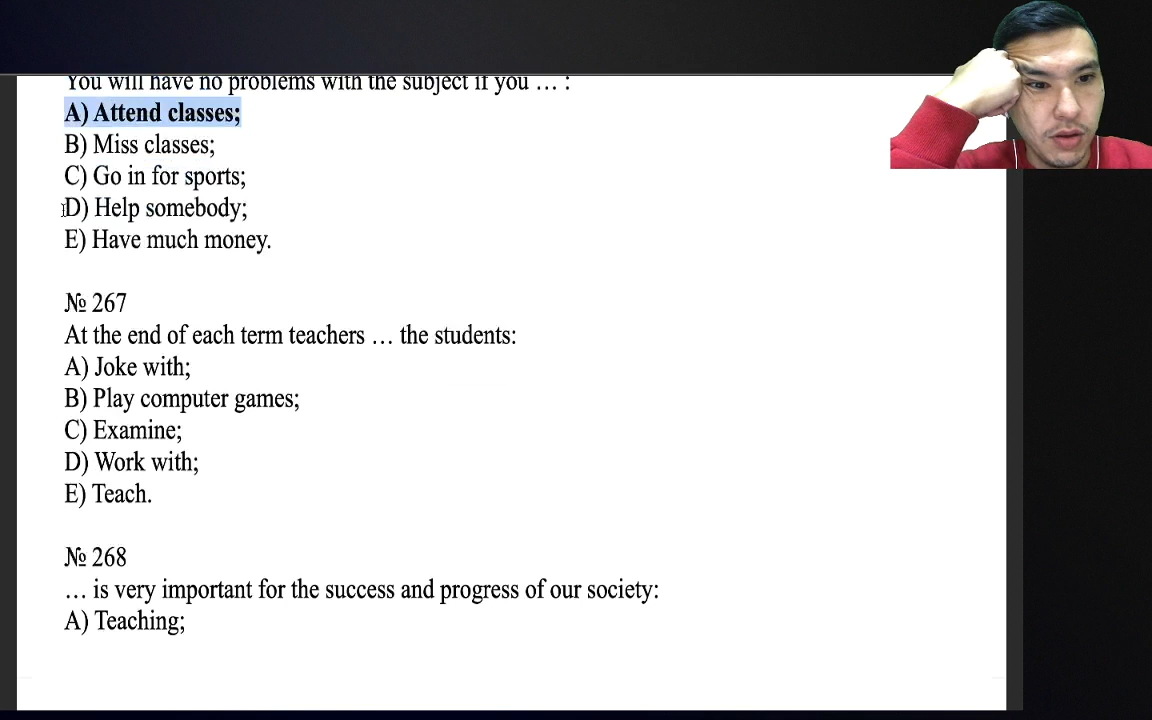 You will have no problems with the subject if you … :
A) Attend classes;
B) Miss classes;
C) Go in for sports;
D) Help somebody;
E) Have much money.
№ 267
At the end of each term teachers … the students:
A) Joke with;
B) Play computer games;
C) Examine;
D) Work with;
E) Teach.
№ 268
… is very important for the success and progress of our society:
A) Teaching;